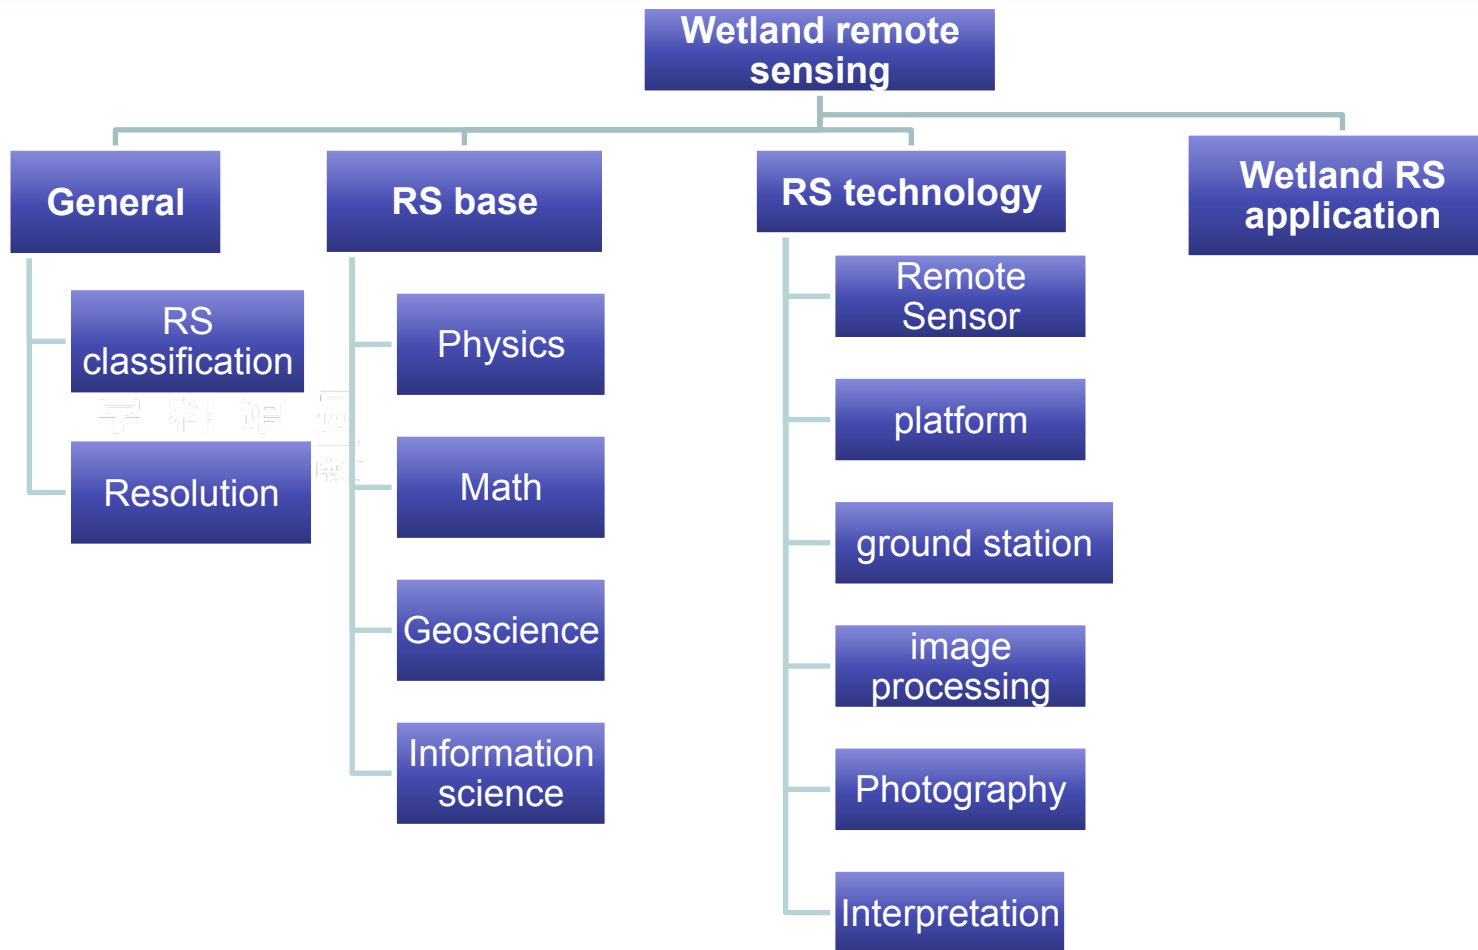 Wetland remote
sensing
General
RS base
RS technology
Wetland RS
application
RS
classification
Resolution
Physics
Math
Geoscience
Information
science
Remote
Sensor
platform
ground station
image
processing
Photography
Interpretation